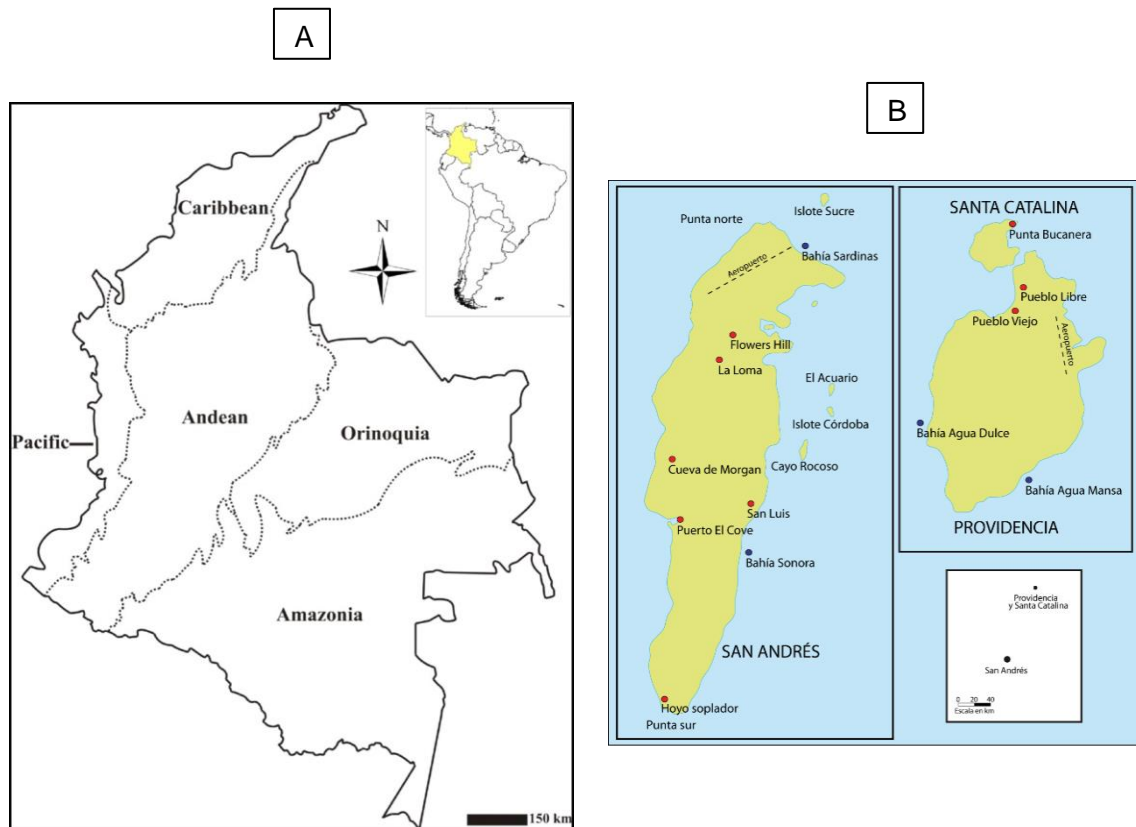 A
B
Caribbean
N
Andean
Pacific
Orinoquia
Amazonia
150 km
Punta norte
Islote Sucre
Bahía Sardinas
Aeropuerto
Flowers Hill
La Loma
El Acuario
Islote Córdoba
Cayo Rocoso
Cueva de Morgan
San Luis
Puerto El Cove
Bahía Sonora
SAN ANDRÉS
Hoyo soplador
Punta sur
SANTA CATALINA
Punta Bucanera
Pueblo Libre
Pueblo Viejo
Aeropuerto
Bahía Agua Dulce
Bahía Agua Mansa
PROVIDENCIA
Providencia
y Santa Catalina
San Andrés
0 20 40
Escala en km